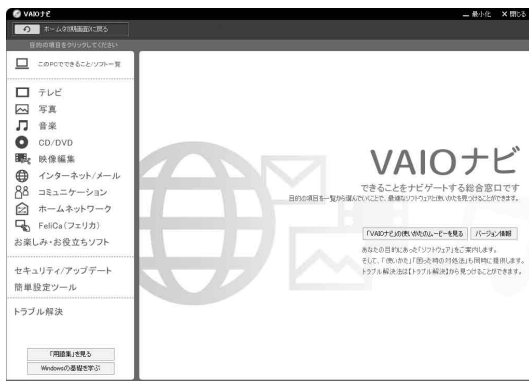 VAIOナビ
最小化 ×閉じる
ホーム(初期画面)に戻る
目的の項目をクリックしてください
このPCでできること/ソフト一覧
テレビ
写真
音楽
CD/DVD
映像編集
インターネット/メール
コミュニケーション
ホームネットワーク
FeliCa(フェリカ)
お楽しみ・お役立ちソフト
セキュリティ/アップデート
簡単設定ツール
トラブル解決
「用語集」を見る
Windowsの基礎を学ぶ
VAIOナビ
できることをナビゲートする総合窓口です
目的の項目を一覧から選んでいくことで、最適なソフトウェアと使いかたを見つけることができます。
「VAIOナビ」の使いかたのムービーを見る バージョン情報
あなたの目的にあった「ソフトウェア」をご案内します。
そして、「使いかた」「困った時の対処法」も同時に提供します。
トラブル解決法は【トラブル解決】から見つけることができます。